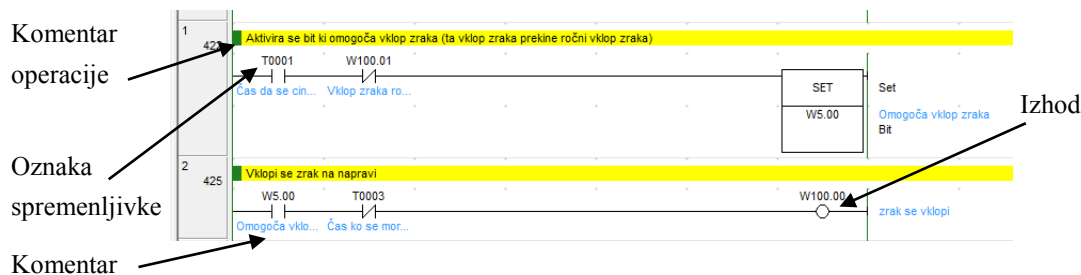 Komentar
operacije
1
423
Aktivira se bit ki omogoča vklop zraka (ta vklop zraka prekine ročni vklop zraka)
T0001 W100.01
Čas da se cin... Vklop zraka ro...
SET Set
W5.00 Omogoča vklop zraka
Bit
Izhod
Oznaka
spremenljivke
2
425
Vklopi se zrak na napravi
W5.00 T0003 W100.00
Omogoča vklo... Čas ko se mor... zrak se vklopi
Komentar